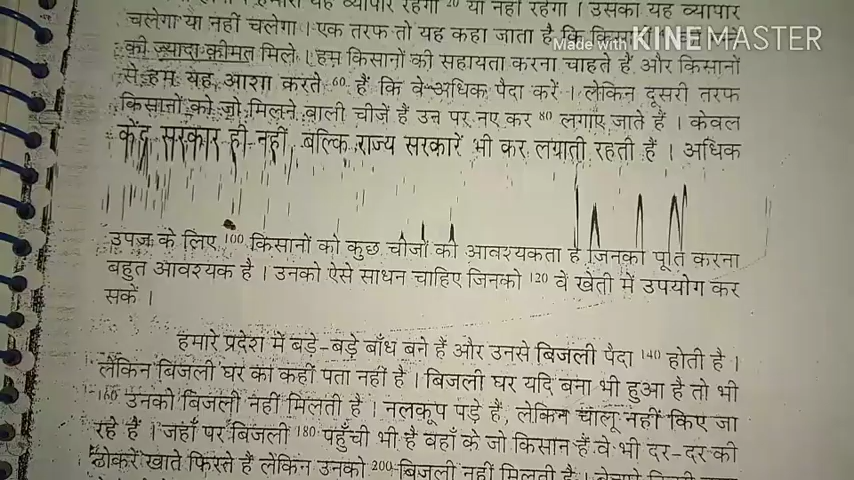 हमारा यह व्यापार रहेगा 20 या नहीं रहेगा । उसका यह व्यापार
चलेगा या नहीं चलेगा । एक तरफ तो यह कहा जाता है कि
Made with KINEMASTER
की ज्यादा कीमत मिले । हम किसानों की सहायता करना चाहते हैं और किसानों
से हम यह आशा करते 60 हैं कि वे अधिक पैदा करें । लेकिन दूसरी तरफ
किसानों को जो मिलने वाली चीजें हैं उन पर नए कर 80 लगाए जाते हैं । केवल
केंद्र सरकार ही नहीं, बल्कि राज्य सरकारें भी कर लगाती रहती हैं । अधिक
उपज के लिए 100 किसानों को कुछ चीजों की आवश्यकता है जिनकी पूर्ति करना
बहुत आवश्यक है । उनको ऐसे साधन चाहिए जिनको 120 वे खेती में उपयोग कर
सकें ।
हमारे प्रदेश में बड़े-बड़े बाँध बने हैं और उनसे बिजली पैदा 140 होती है ।
लेकिन बिजली घर का कहीं पता नहीं है । बिजली घर यदि बना भी हुआ है तो भी
160 उनको बिजली नहीं मिलती है । नलकूप पड़े हैं, लेकिन चालू नहीं किए जा
रहे हैं । जहाँ पर बिजली 180 पहुँची भी है वहाँ के जो किसान हैं वे भी दर-दर की
ठोकरें खाते फिरते हैं लेकिन उनको 200 बिजली नहीं मिलती है ।